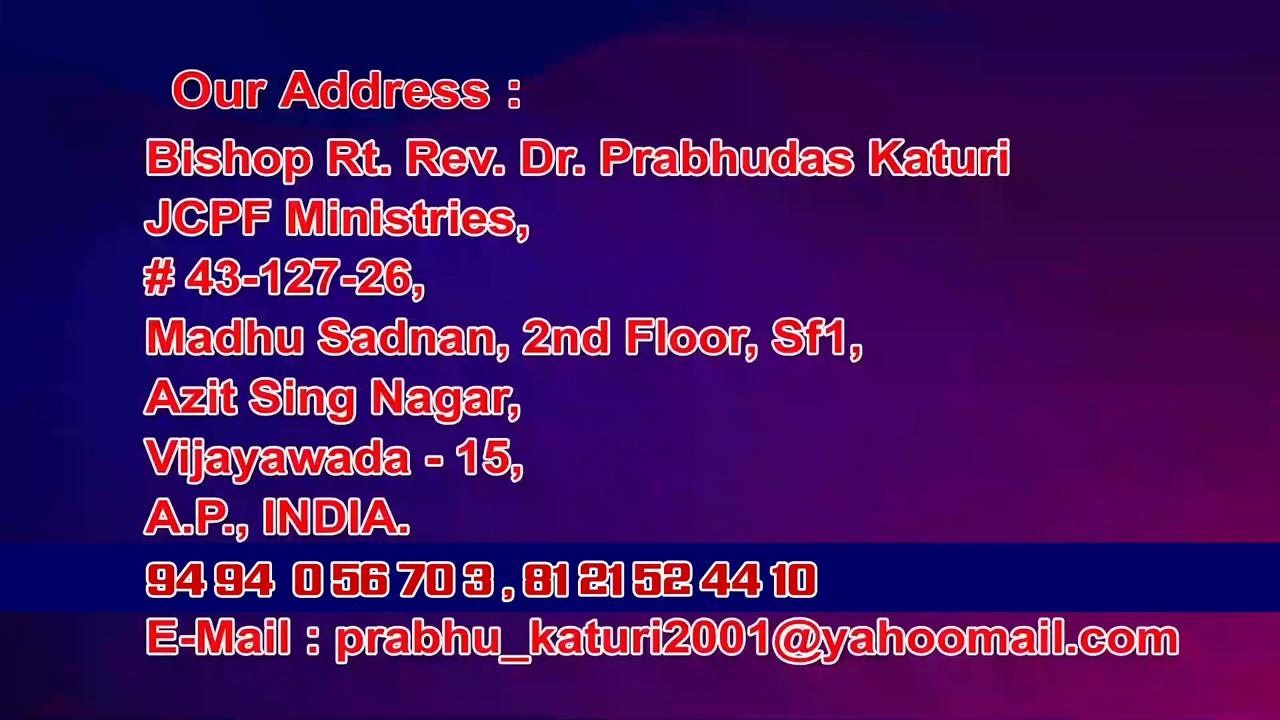 Our Address :
Bishop Rt. Rev. Dr. Prabhudas Katuri
JCPF Ministries,
# 43-127-26,
Madhu Sadnan, 2nd Floor, Sf1,
Azit Sing Nagar,
Vijayawada - 15,
A.P., INDIA.
94 94 0 56 70 3 , 81 21 52 44 10
E-Mail : prabhu_katuri2001@yahoomail.com